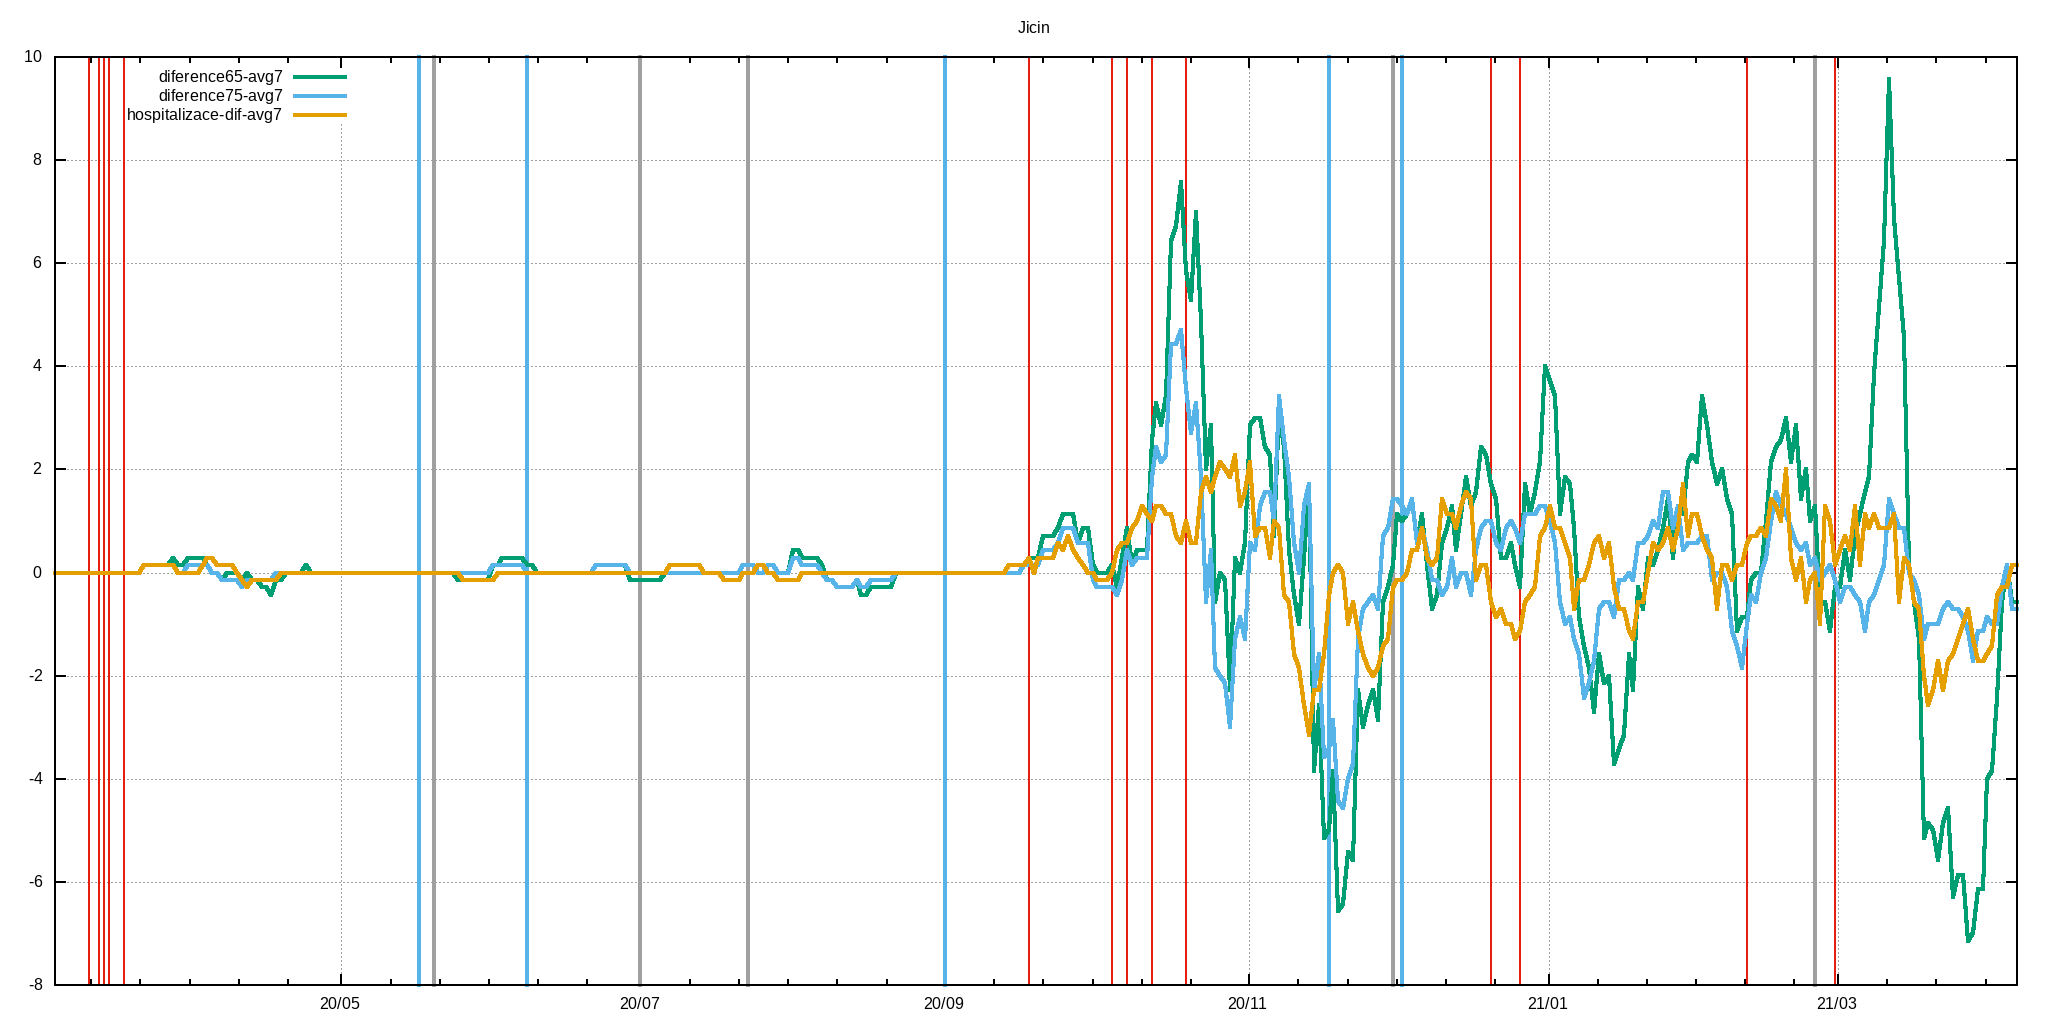 Jicin
10
diference65-avg7
diference75-avg7
hospitalizace-dif-avg7
8
6
4
2
0
-2
-4
-6
-8
20/05 20/07 20/09 20/11 21/01 21/03